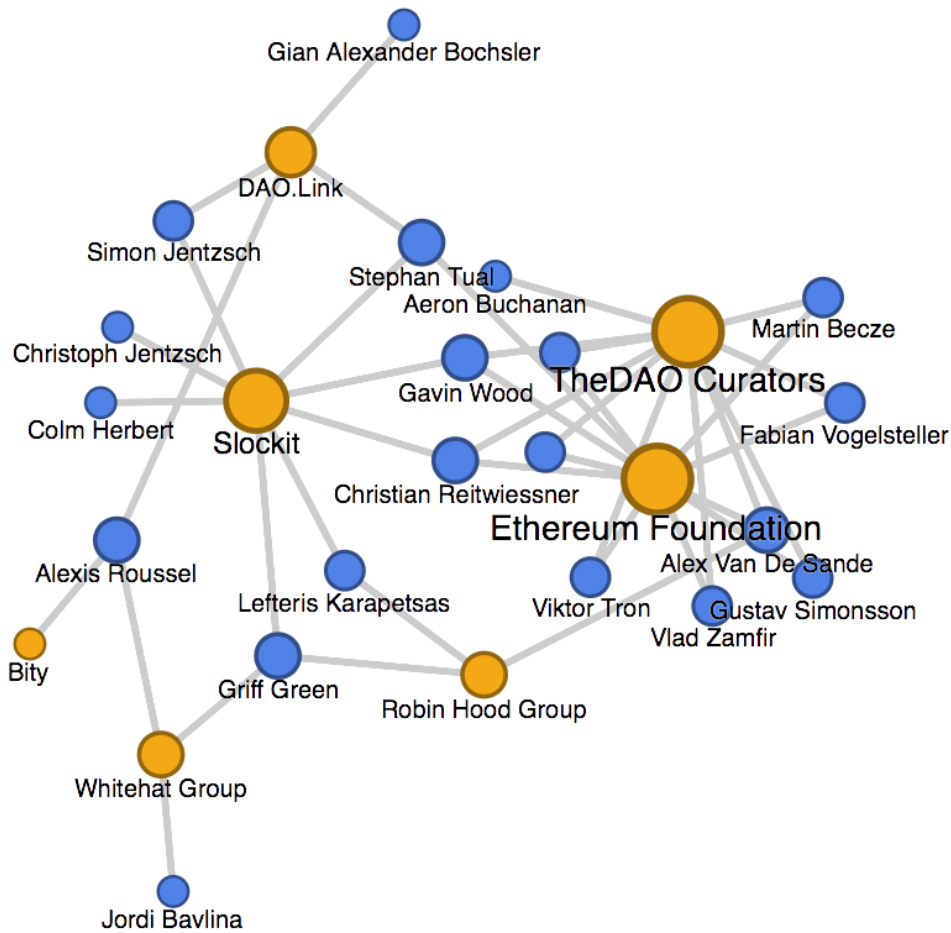 Gian Alexander Bochsler
DAO.Link
Simon Jentzsch
Stephan Tual
Aeron Buchanan
Martin Becze
Christoph Jentzsch
TheDAO Curators
Gavin Wood
Colm Herbert
Fabian Vogelsteller
Slockit
Christian Reitwiessner
Ethereum Foundation
Alex Van De Sande
Alexis Roussel
Lefteris Karapetsas
Viktor Tron
Gustav Simonsson
Vlad Zamfir
Bity
Griff Green
Robin Hood Group
Whitehat Group
Jordi Bavlina